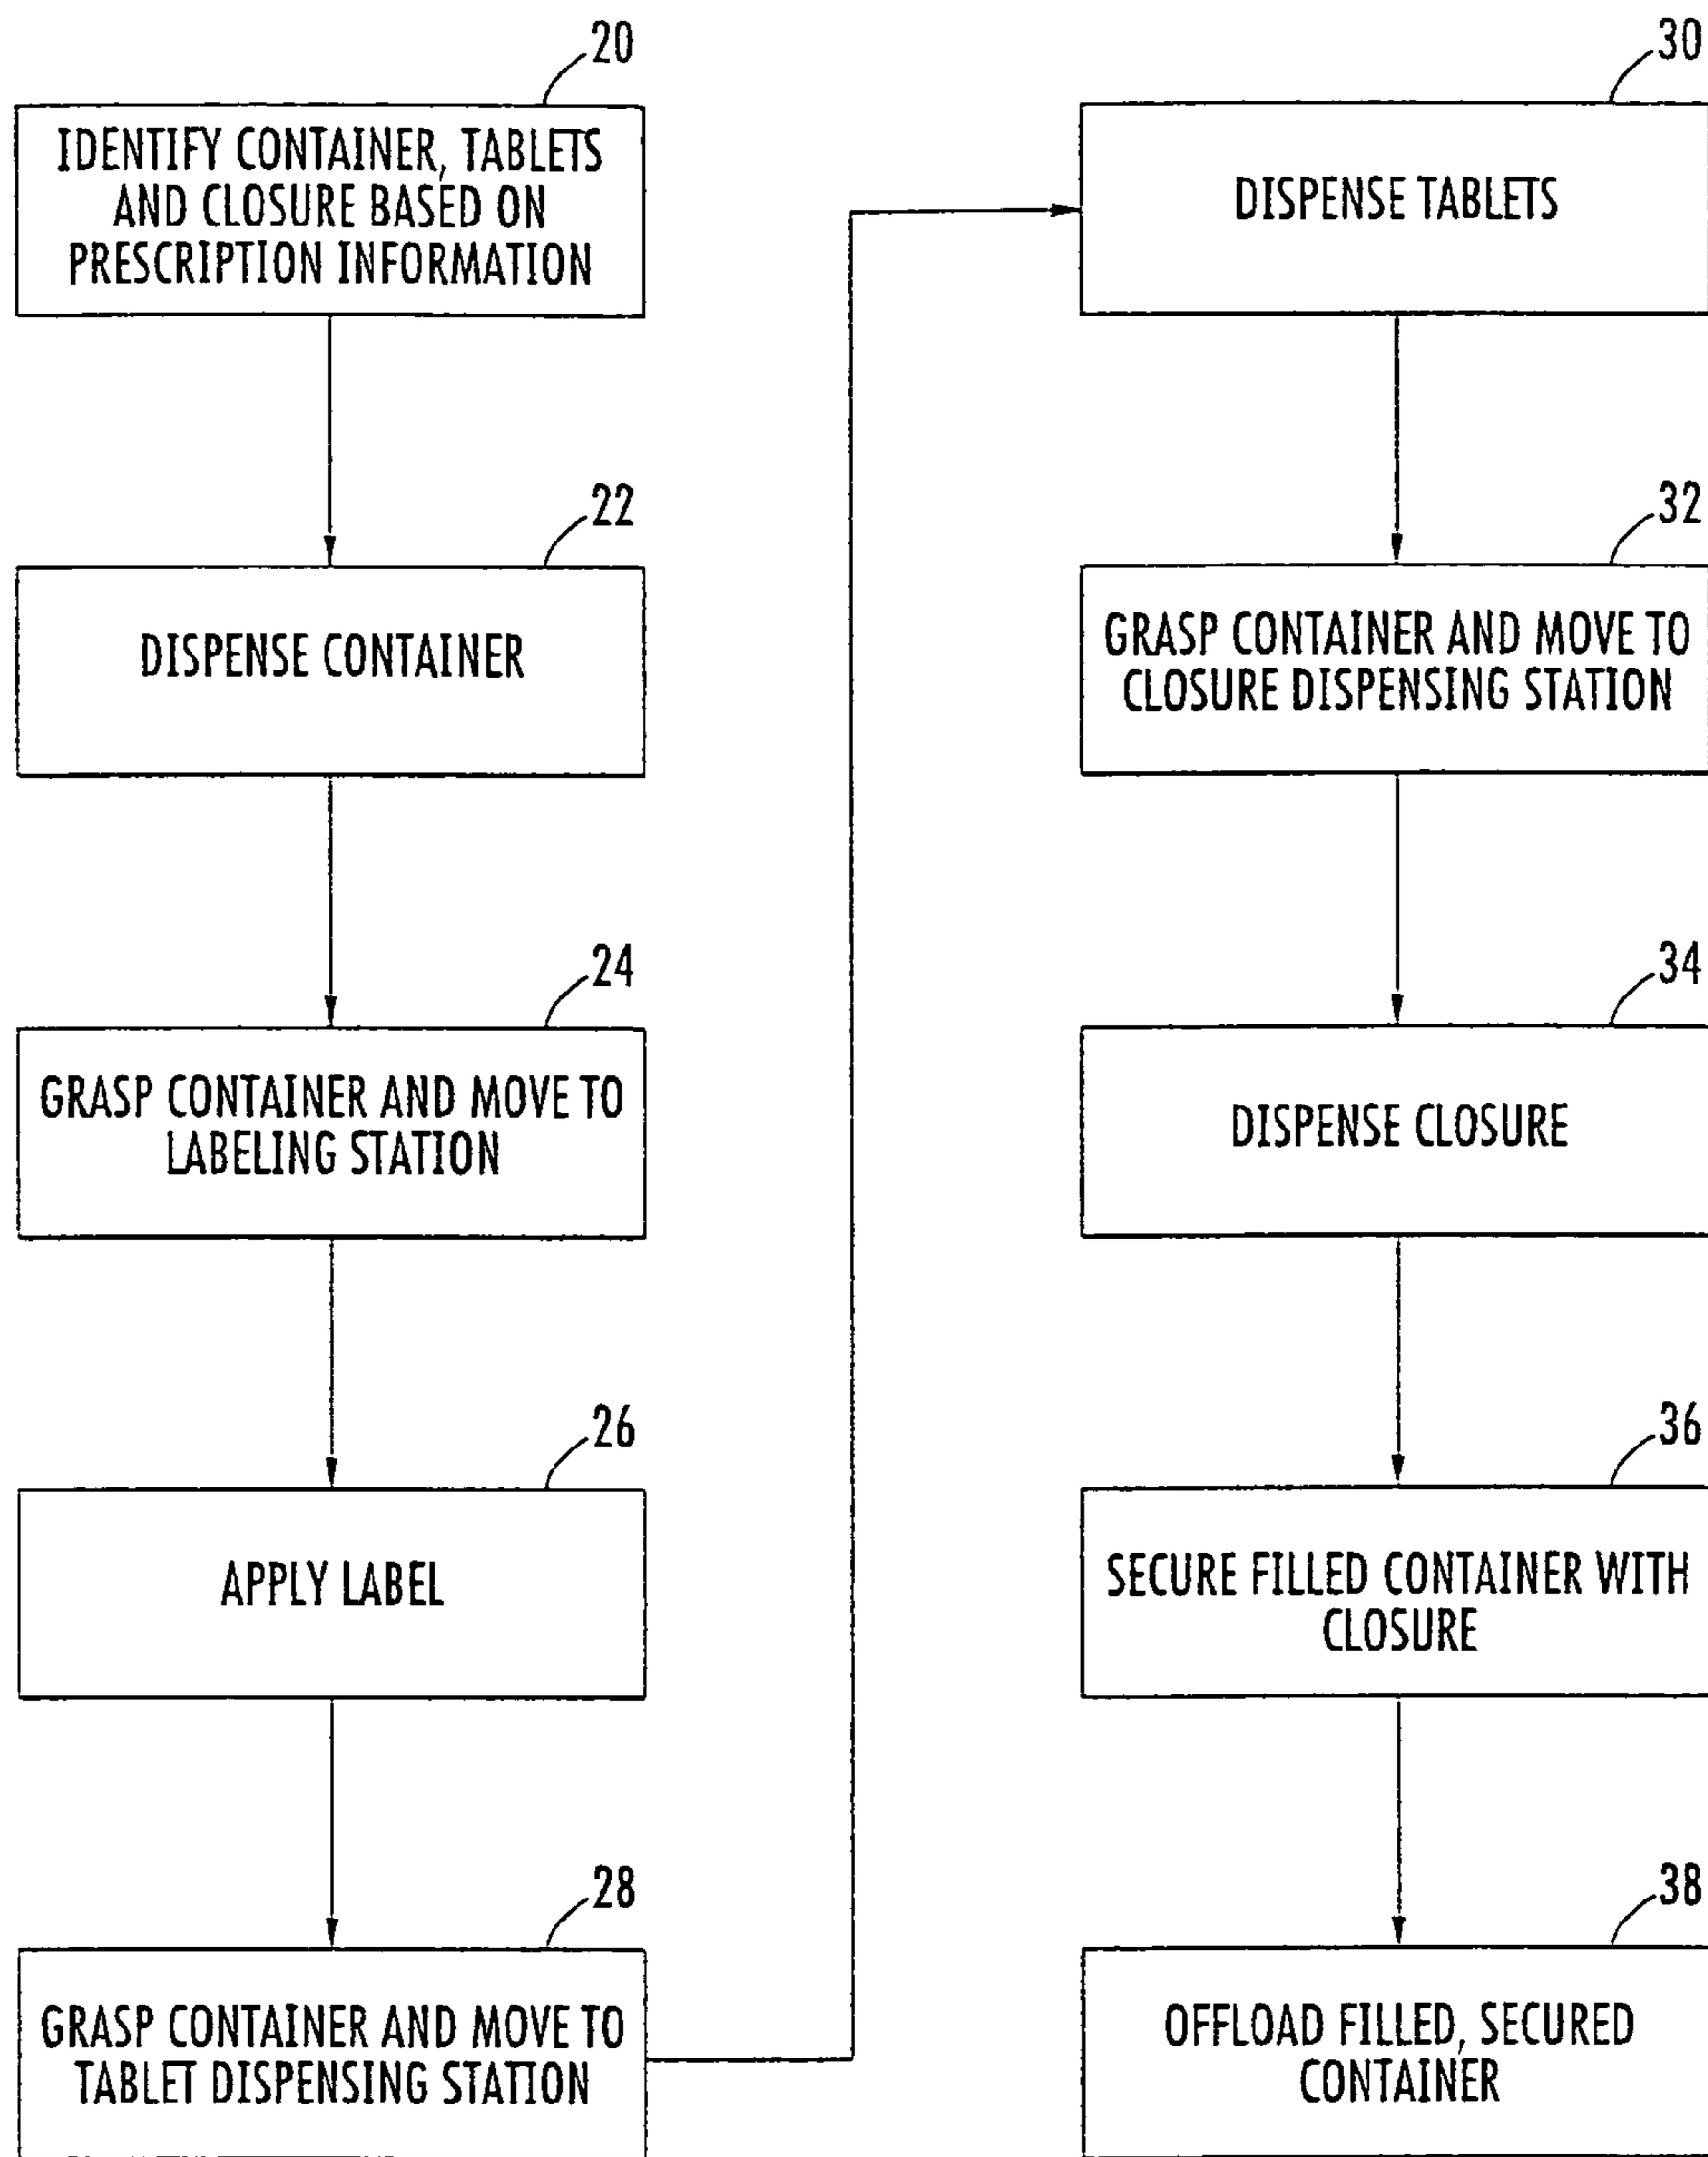 20
IDENTIFY CONTAINER, TABLETS
AND CLOSURE BASED ON
PRESCRIPTION INFORMATION
22
DISPENSE CONTAINER
24
GRASP CONTAINER AND MOVE TO
LABELING STATION
26
APPLY LABEL
28
GRASP CONTAINER AND MOVE TO
TABLET DISPENSING STATION
30
DISPENSE TABLETS
32
GRASP CONTAINER AND MOVE TO
CLOSURE DISPENSING STATION
34
DISPENSE CLOSURE
36
SECURE FILLED CONTAINER WITH
CLOSURE
38
OFFLOAD FILLED, SECURED
CONTAINER